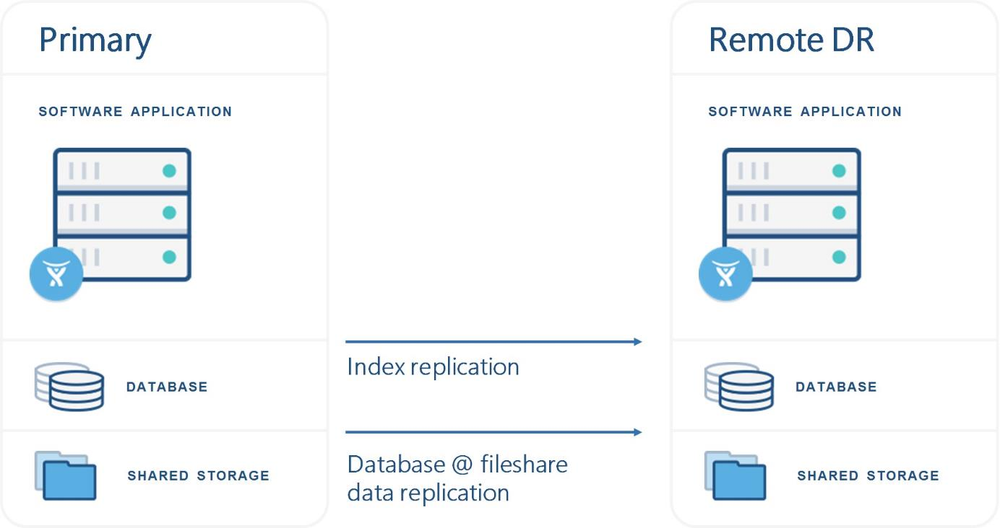 Primary
SOFTWARE APPLICATION
DATABASE
SHARED STORAGE
Index replication
Database @ fileshare
data replication
Remote DR
SOFTWARE APPLICATION
DATABASE
SHARED STORAGE